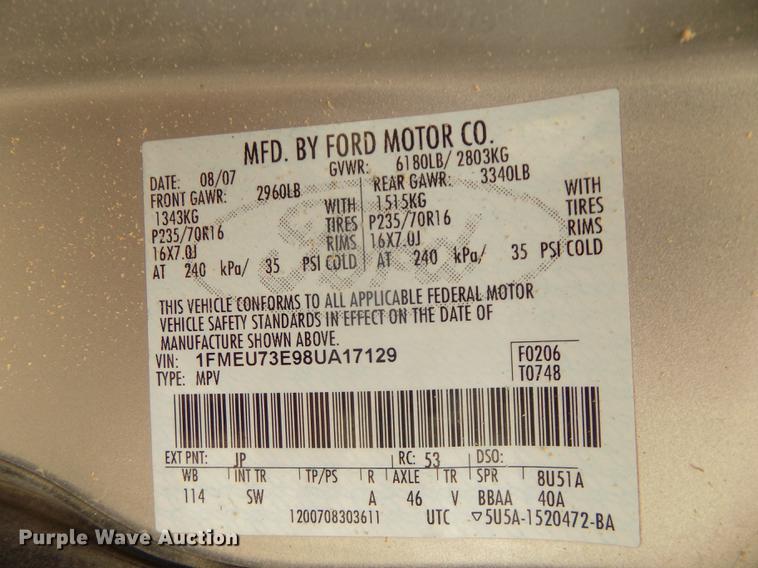 MFD. BY FORD MOTOR CO.
DATE: 08/07 GVWR: 6180LB/ 2803KG
FRONT GAWR: 2960LB REAR GAWR: 3340LB
1343KG WITH 1515KG WITH
P235/70R16 TIRES P235/70R16 TIRES
16X7.0J RIMS 16X7.0J RIMS
AT 240 kPa/ 35 PSI COLD AT 240 kPa/ 35 PSI COLD
Ford
THIS VEHICLE CONFORMS TO ALL APPLICABLE FEDERAL MOTOR
VEHICLE SAFETY STANDARDS IN EFFECT ON THE DATE OF
MANUFACTURE SHOWN ABOVE.
VIN: 1FMEU73E98UA17129 F0206
TYPE: MPV T0748
EXT PNT: JP RC: 53 DSO:
WB INT TR TP/PS R AXLE TR SPR 8U51A
114 SW A 46 V BBAA 40A
1200708303611 UTC ▽5U5A-1520472-BA
Purple Wave Auction